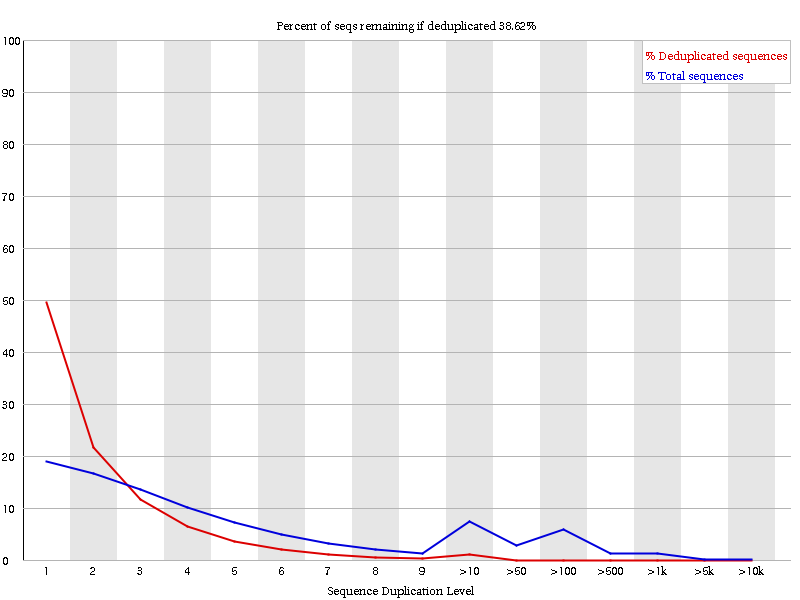 Percent of seqs remaining if deduplicated 38.62%
% Deduplicated sequences
% Total sequences
100
90
80
70
60
50
40
30
20
10
0
1 2 3 4 5 6 7 8 9 >10 >50 >100 >500 >1k >5k >10k
Sequence Duplication Level